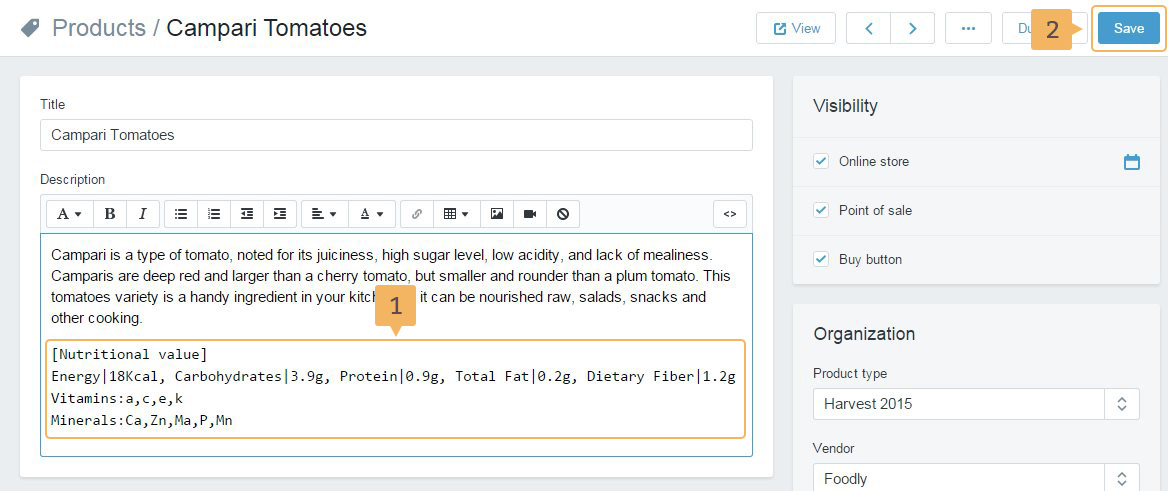 Products / Campari Tomatoes
View
Du
2
Save
Title
Campari Tomatoes
Description
A B I A <>
Campari is a type of tomato, noted for its juiciness, high sugar level, low acidity, and lack of mealiness.
Camparis are deep red and larger than a cherry tomato, but smaller and rounder than a plum tomato. This
tomatoes variety is a handy ingredient in your kitch it can be nourished raw, salads, snacks and
other cooking.
1
[Nutritional value]
Energy|18Kcal, Carbohydrates|3.9g, Protein|0.9g, Total Fat|0.2g, Dietary Fiber|1.2g
Vitamins:a,c,e,k
Minerals:Ca,Zn,Ma,P,Mn
Visibility
Online store
Point of sale
Buy button
Organization
Product type
Harvest 2015
Vendor
Foodly